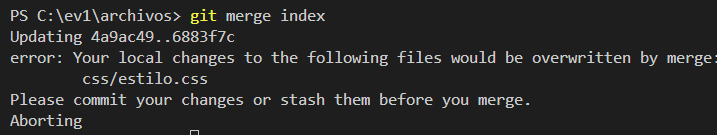 PS C:\ev1\archivos> git merge index
Updating 4a9ac49..6883f7c
error: Your local changes to the following files would be overwritten by merge:
        css/estilo.css
Please commit your changes or stash them before you merge.
Aborting